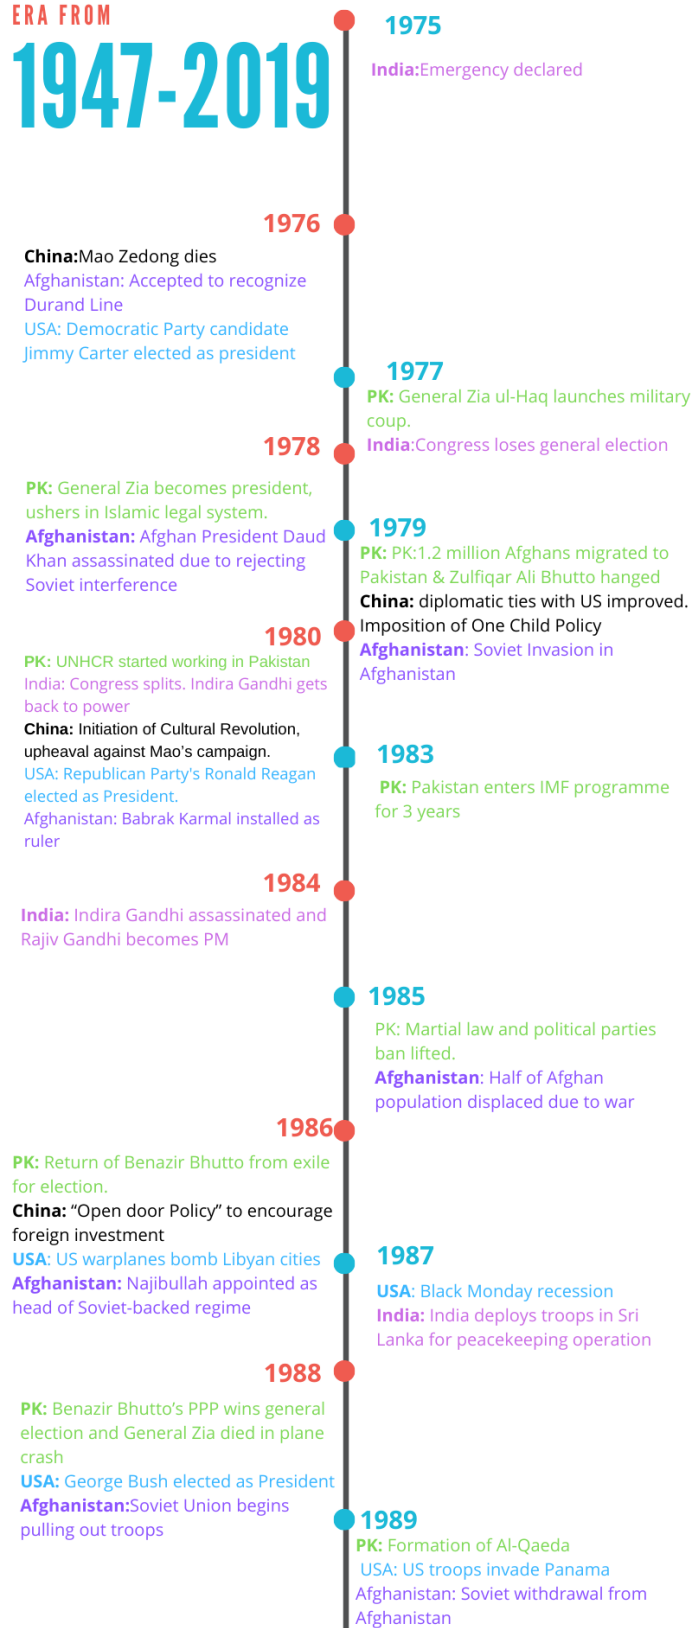 ERA FROM
1947-2019
1975
India:Emergency declared
1976
China:Mao Zedong dies
Afghanistan: Accepted to recognize
Durand Line
USA: Democratic Party candidate
Jimmy Carter elected as president
1977
PK: General Zia ul-Haq launches military
coup.
India:Congress loses general election
1978
PK: General Zia becomes president,
ushers in Islamic legal system.
Afghanistan: Afghan President Daud
Khan assassinated due to rejecting
Soviet interference
1979
PK: PK:1.2 million Afghans migrated to
Pakistan & Zulfiqar Ali Bhutto hanged
China: diplomatic ties with US improved.
Imposition of One Child Policy
Afghanistan: Soviet Invasion in
Afghanistan
1980
PK: UNHCR started working in Pakistan
India: Congress splits. Indira Gandhi gets
back to power
China: Initiation of Cultural Revolution,
upheaval against Mao's campaign.
USA: Republican Party's Ronald Reagan
elected as President.
Afghanistan: Babrak Karmal installed as
ruler
1983
PK: Pakistan enters IMF programme
for 3 years
1984
India: Indira Gandhi assassinated and
Rajiv Gandhi becomes PM
1985
PK: Martial law and political parties
ban lifted.
Afghanistan: Half of Afghan
population displaced due to war
1986
PK: Return of Benazir Bhutto from exile
for election.
China: “Open door Policy” to encourage
foreign investment
USA: US warplanes bomb Libyan cities
Afghanistan: Najibullah appointed as
head of Soviet-backed regime
1987
USA: Black Monday recession
India: India deploys troops in Sri
Lanka for peacekeeping operation
1988
PK: Benazir Bhutto’s PPP wins general
election and General Zia died in plane
crash
USA: George Bush elected as President
Afghanistan:Soviet Union begins
pulling out troops
1989
PK: Formation of Al-Qaeda
USA: US troops invade Panama
Afghanistan: Soviet withdrawal from
Afghanistan